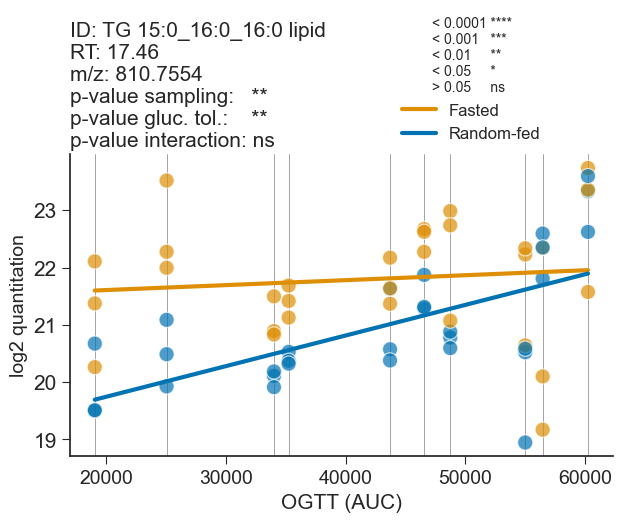 ID: TG 15:0_16:0_16:0 lipid
RT: 17.46
m/z: 810.7554
p-value sampling: **
p-value gluc. tol.: **
p-value interaction: ns
< 0.0001 ****
< 0.001 ***
< 0.01 **
< 0.05 *
> 0.05 ns
Fasted
Random-fed
log2 quantitation
23
22
21
20
19
20000 30000 40000 50000 60000
OGTT (AUC)